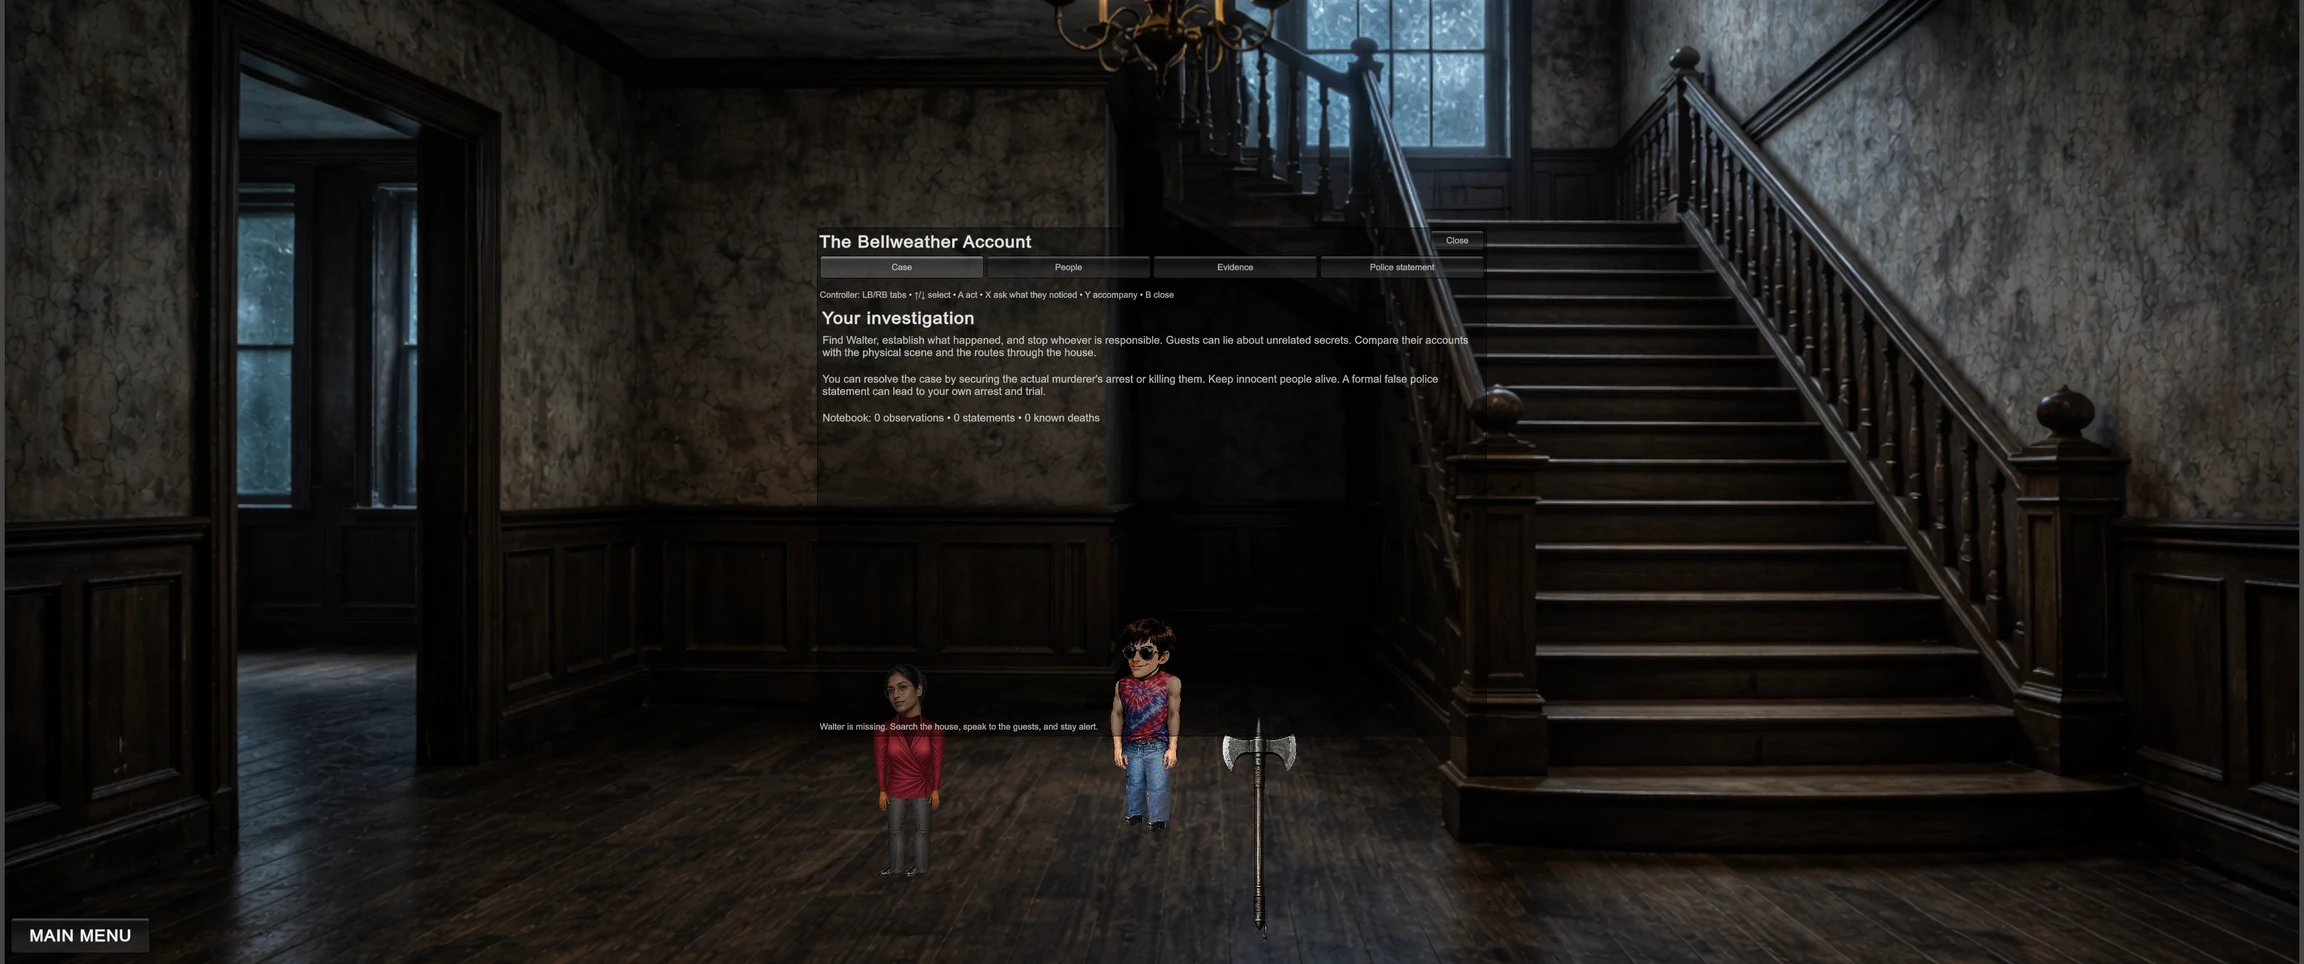 The Bellweather Account
Close
Case
People
Evidence
Police statement
Controller: LB/RB tabs • ↑/↓ select • A act • X ask what they noticed • Y accompany • B close
Your investigation
Find Walter, establish what happened, and stop whoever is responsible. Guests can lie about unrelated secrets. Compare their accounts
with the physical scene and the routes through the house.
You can resolve the case by securing the actual murderer's arrest or killing them. Keep innocent people alive. A formal false police
statement can lead to your own arrest and trial.
Notebook: 0 observations • 0 statements • 0 known deaths
Walter is missing. Search the house, speak to the guests, and stay alert.
MAIN MENU